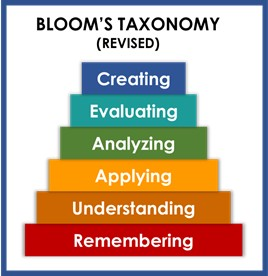 BLOOM'S TAXONOMY
(REVISED)
Creating
Evaluating
Analyzing
Applying
Understanding
Remembering